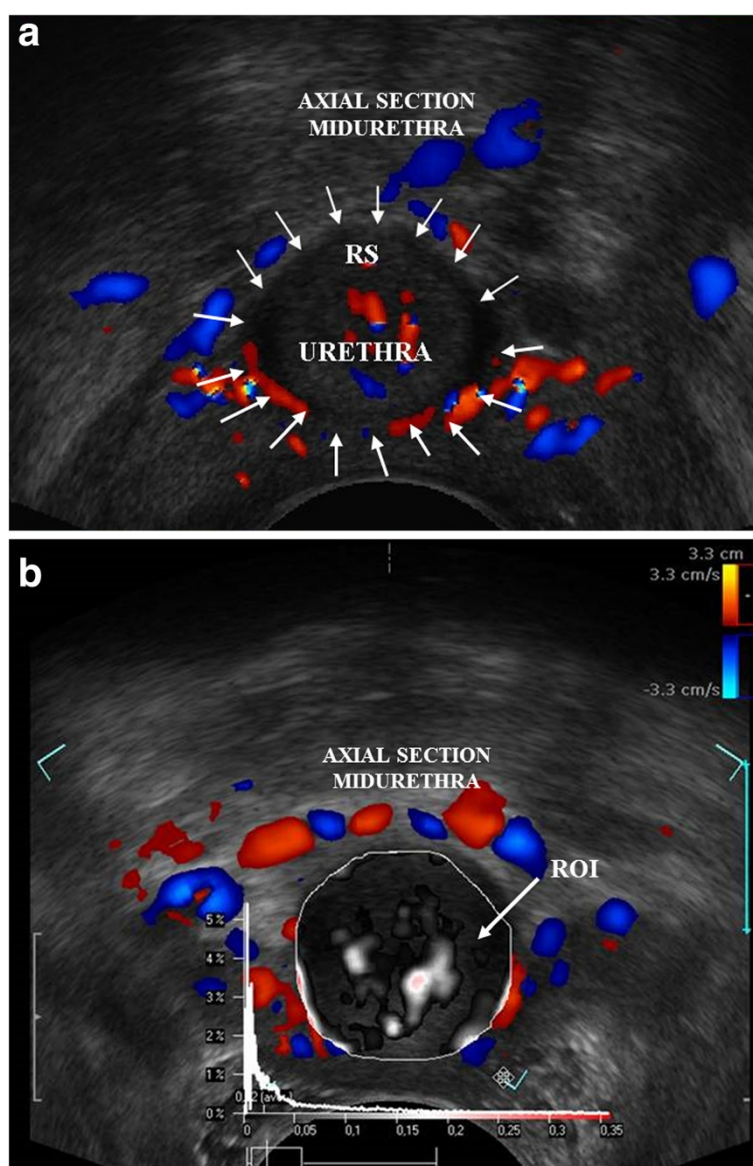 a
AXIAL SECTION
MIDURETHRA
RS
URETHRA
b
3.3 cm
3.3 cm/s
-3.3 cm/s
AXIAL SECTION
MIDURETHRA
ROI
5%
4%
3%
2%
1%
0%
0
0,05
0,1
0,15
0,2
0,25
0,3
0,35